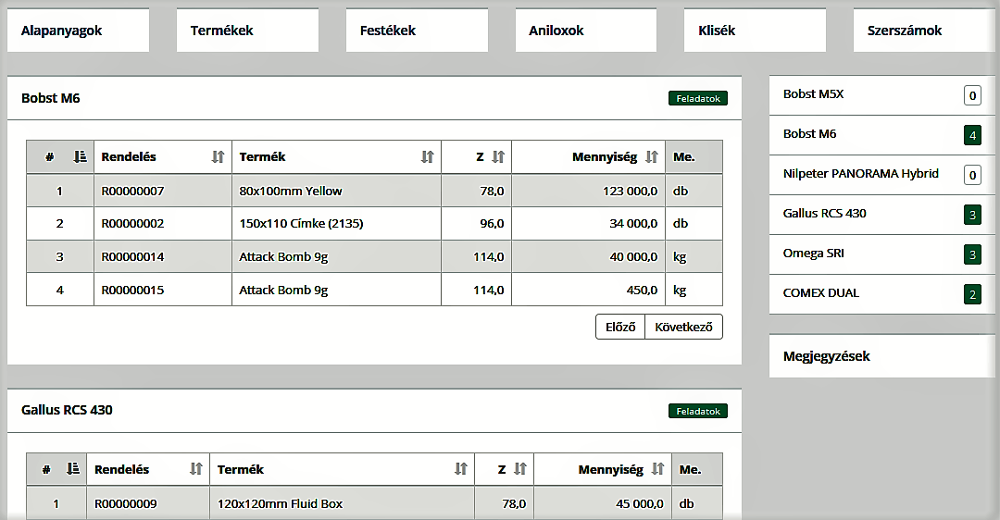 Alapanyagok Termékek Festékek Aniloxok Klisék Szerszámok
Bobst M6 Feladatok
# Rendelés Termék Z Mennyiség Me.
1 R00000007 80x100mm Yellow 78,0 123 000,0 db
2 R00000002 150x110 Címke (2135) 96,0 34 000,0 db
3 R00000014 Attack Bomb 9g 114,0 40 000,0 kg
4 R00000015 Attack Bomb 9g 114,0 450,0 kg
Előző Következő
Gallus RCS 430 Feladatok
# Rendelés Termék Z Mennyiség Me.
1 R00000009 120x120mm Fluid Box 78,0 45 000,0 db
Bobst M5X 0
Bobst M6 4
Nilpeter PANORAMA Hybrid 0
Gallus RCS 430 3
Omega SRI 3
COMEX DUAL 2
Megjegyzések